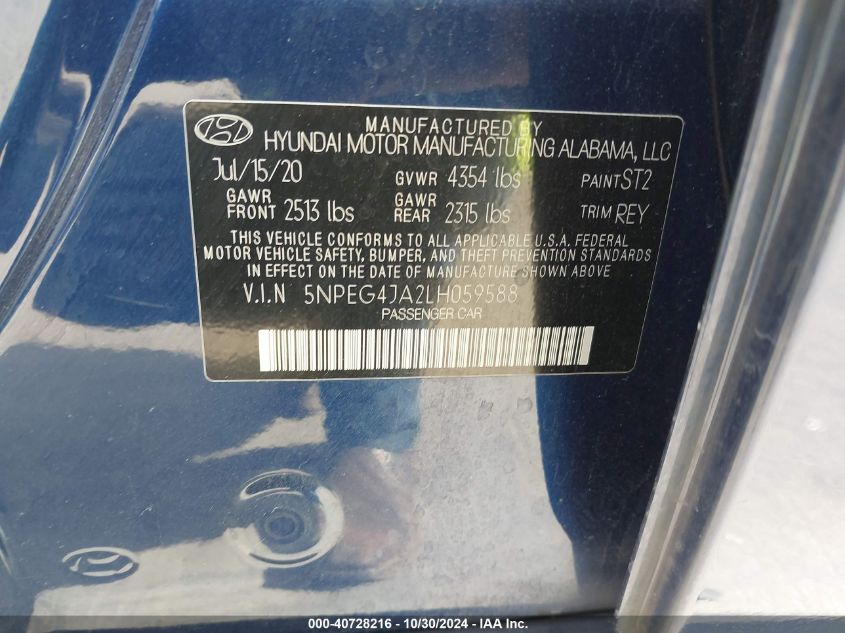 MANUFACTURED BY
HYUNDAI MOTOR MANUFACTURING ALABAMA, LLC
Jul/15/20 GVWR 4354 lbs PAINT ST2
GAWR FRONT 2513 lbs GAWR REAR 2315 lbs TRIM REY
THIS VEHICLE CONFORMS TO ALL APPLICABLE U.S.A. FEDERAL
MOTOR VEHICLE SAFETY, BUMPER, AND THEFT PREVENTION STANDARDS
IN EFFECT ON THE DATE OF MANUFACTURE SHOWN ABOVE
V.I.N 5NPEG4JA2LH059588
PASSENGER CAR
000-40728216 - 10/30/2024 - IAA Inc.